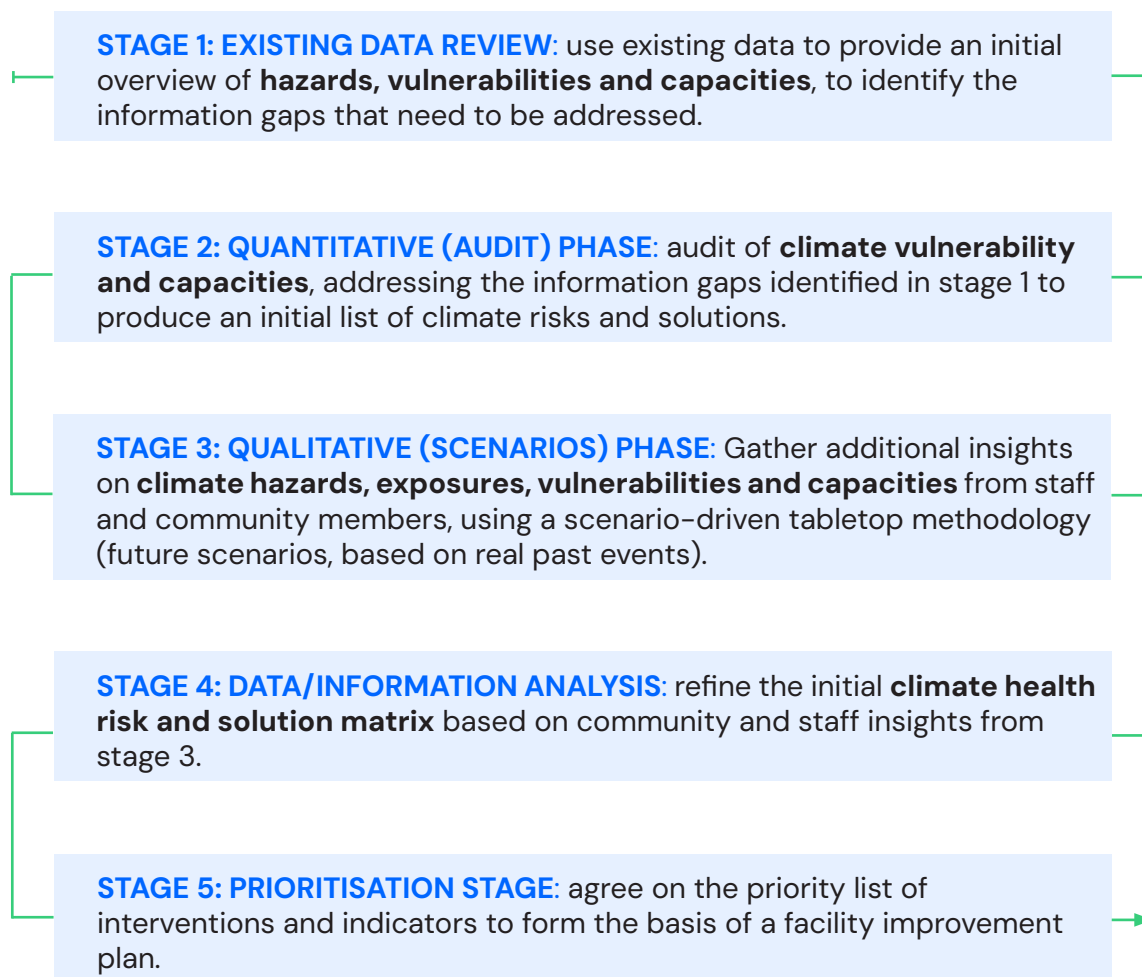 STAGE 1: EXISTING DATA REVIEW: use existing data to provide an initial
overview of hazards, vulnerabilities and capacities, to identify the
information gaps that need to be addressed.
STAGE 2: QUANTITATIVE (AUDIT) PHASE: audit of climate vulnerability
and capacities, addressing the information gaps identified in stage 1 to
produce an initial list of climate risks and solutions.
STAGE 3: QUALITATIVE (SCENARIOS) PHASE: Gather additional insights
on climate hazards, exposures, vulnerabilities and capacities from staff
and community members, using a scenario-driven tabletop methodology
(future scenarios, based on real past events).
STAGE 4: DATA/INFORMATION ANALYSIS: refine the initial climate health
risk and solution matrix based on community and staff insights from
stage 3.
STAGE 5: PRIORITISATION STAGE: agree on the priority list of
interventions and indicators to form the basis of a facility improvement
plan.